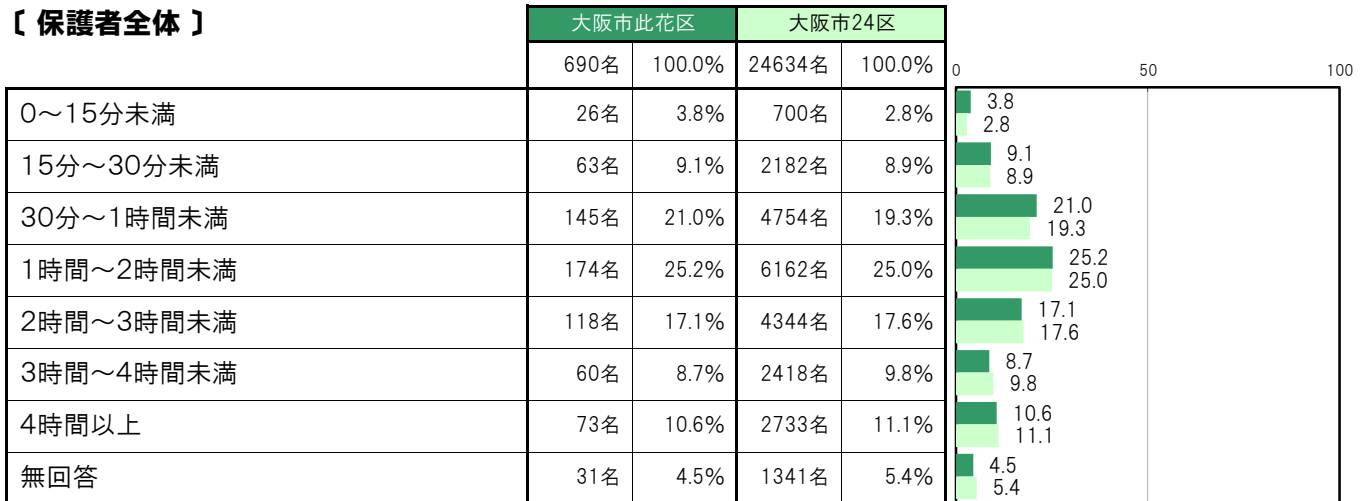 〔 保護者全体 〕
大阪市此花区 大阪市24区
690名 100.0% 24634名 100.0%
0 50 100
0～15分未満 26名 3.8% 700名 2.8% 3.8 2.8
15分～30分未満 63名 9.1% 2182名 8.9% 9.1 8.9
30分～1時間未満 145名 21.0% 4754名 19.3% 21.0 19.3
1時間～2時間未満 174名 25.2% 6162名 25.0% 25.2 25.0
2時間～3時間未満 118名 17.1% 4344名 17.6% 17.1 17.6
3時間～4時間未満 60名 8.7% 2418名 9.8% 8.7 9.8
4時間以上 73名 10.6% 2733名 11.1% 10.6 11.1
無回答 31名 4.5% 1341名 5.4% 4.5 5.4